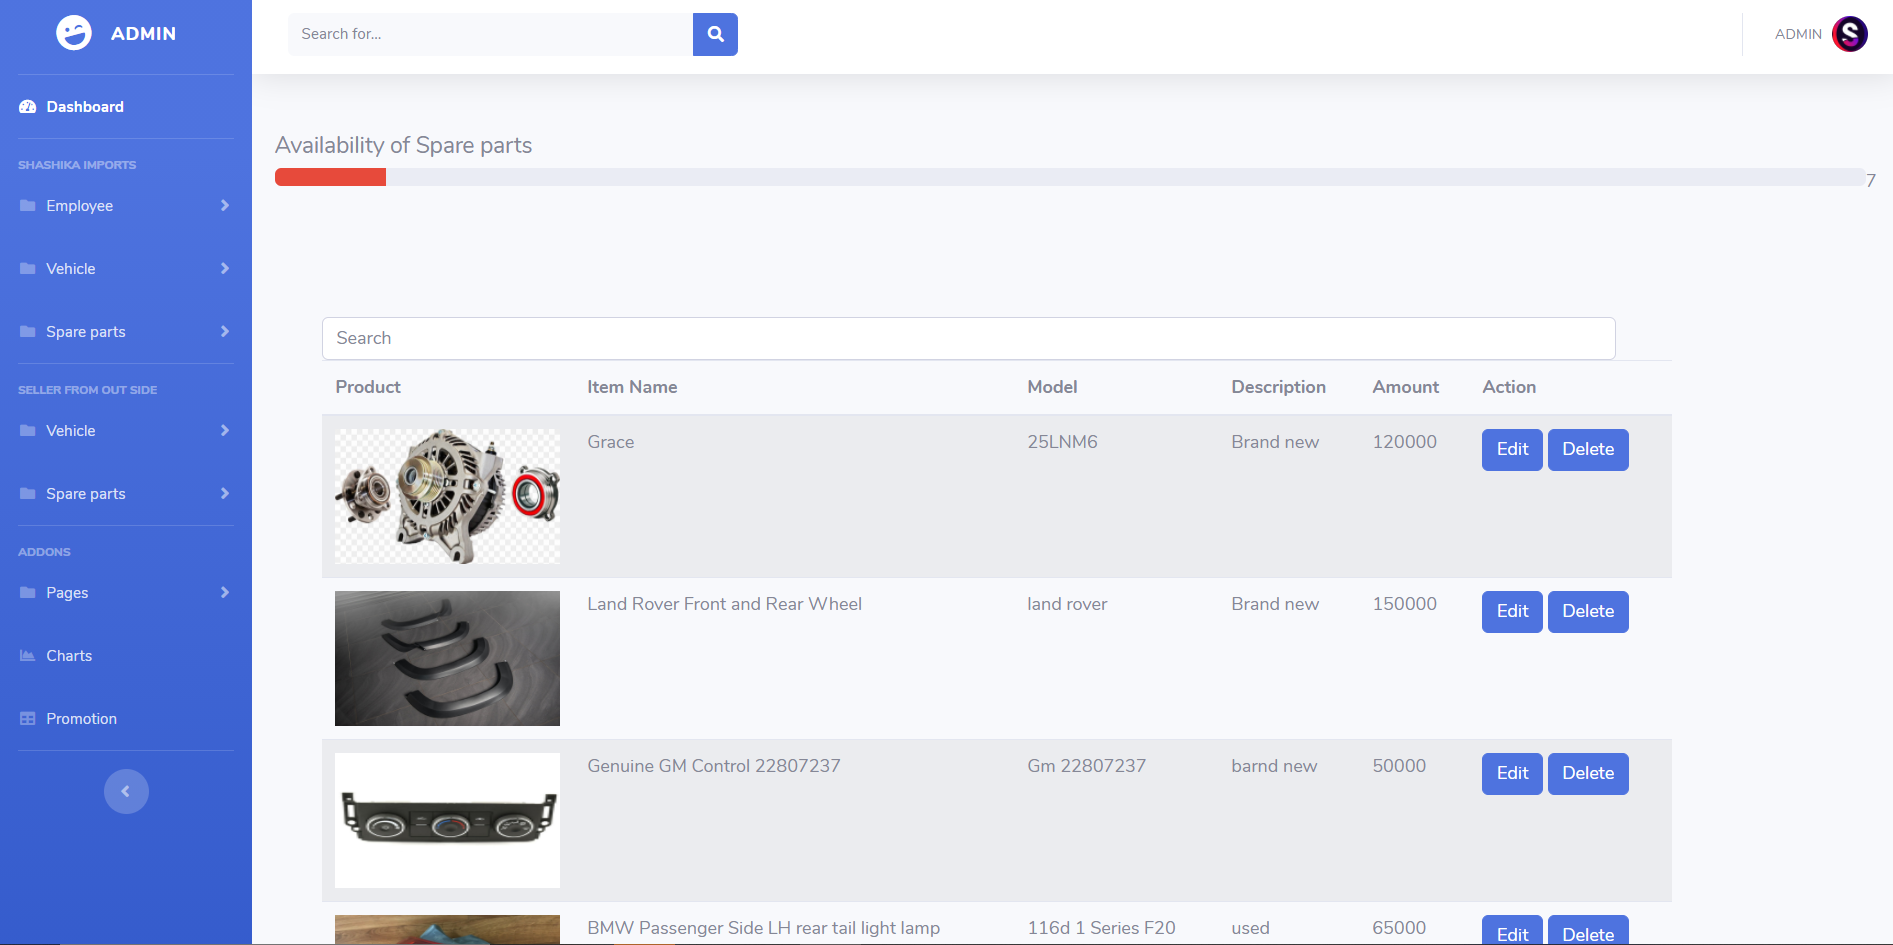 ADMIN
Search for...
ADMIN
Dashboard
SHASHIKA IMPORTS
Employee
Vehicle
Spare parts
SELLER FROM OUT SIDE
Vehicle
Spare parts
ADDONS
Pages
Charts
Promotion
Availability of Spare parts
7
Search
Product Item Name Model Description Amount Action
Grace 25LNM6 Brand new 120000 Edit Delete
Land Rover Front and Rear Wheel land rover Brand new 150000 Edit Delete
Genuine GM Control 22807237 Gm 22807237 barnd new 50000 Edit Delete
BMW Passenger Side LH rear tail light lamp 116d 1 Series F20 used 65000 Edit Delete